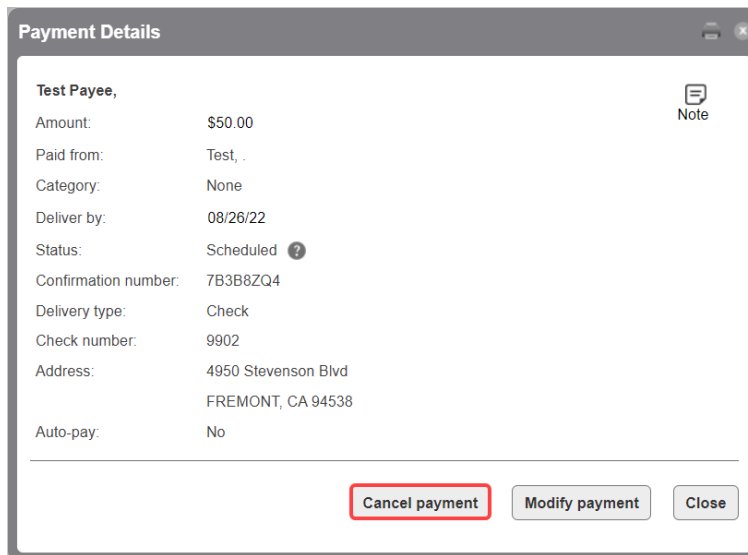 Payment Details
Test Payee,
Note
Amount: $50.00
Paid from: Test, .
Category: None
Deliver by: 08/26/22
Status: Scheduled ?
Confirmation number: 7B3B8ZQ4
Delivery type: Check
Check number: 9902
Address: 4950 Stevenson Blvd
FREMONT, CA 94538
Auto-pay: No
Cancel payment Modify payment Close